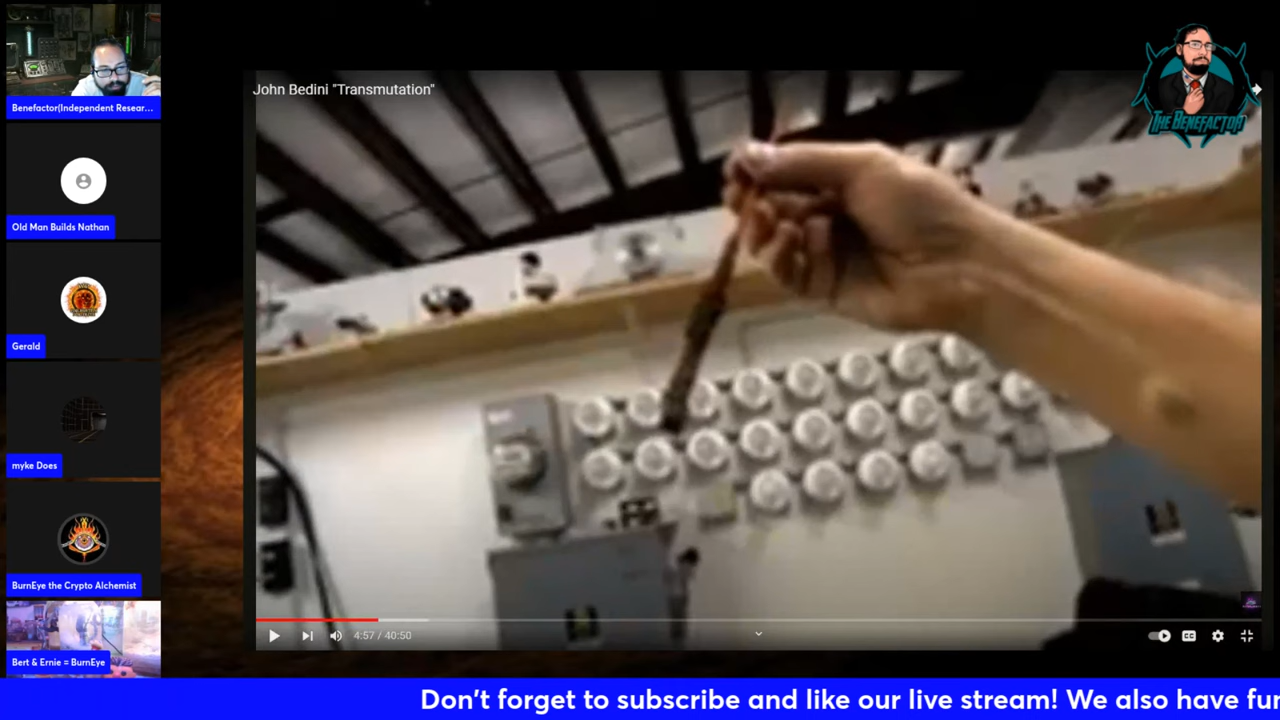 John Bedini "Transmutation"
THE BENEFACTOR
Benefactor(Independent Resear...
Old Man Builds Nathan
Gerald
myke Does
BurnEye the Crypto Alchemist
Bert & Ernie = BurnEye
4:57 / 40:50
CC
Don't forget to subscribe and like our live stream! We also have fur